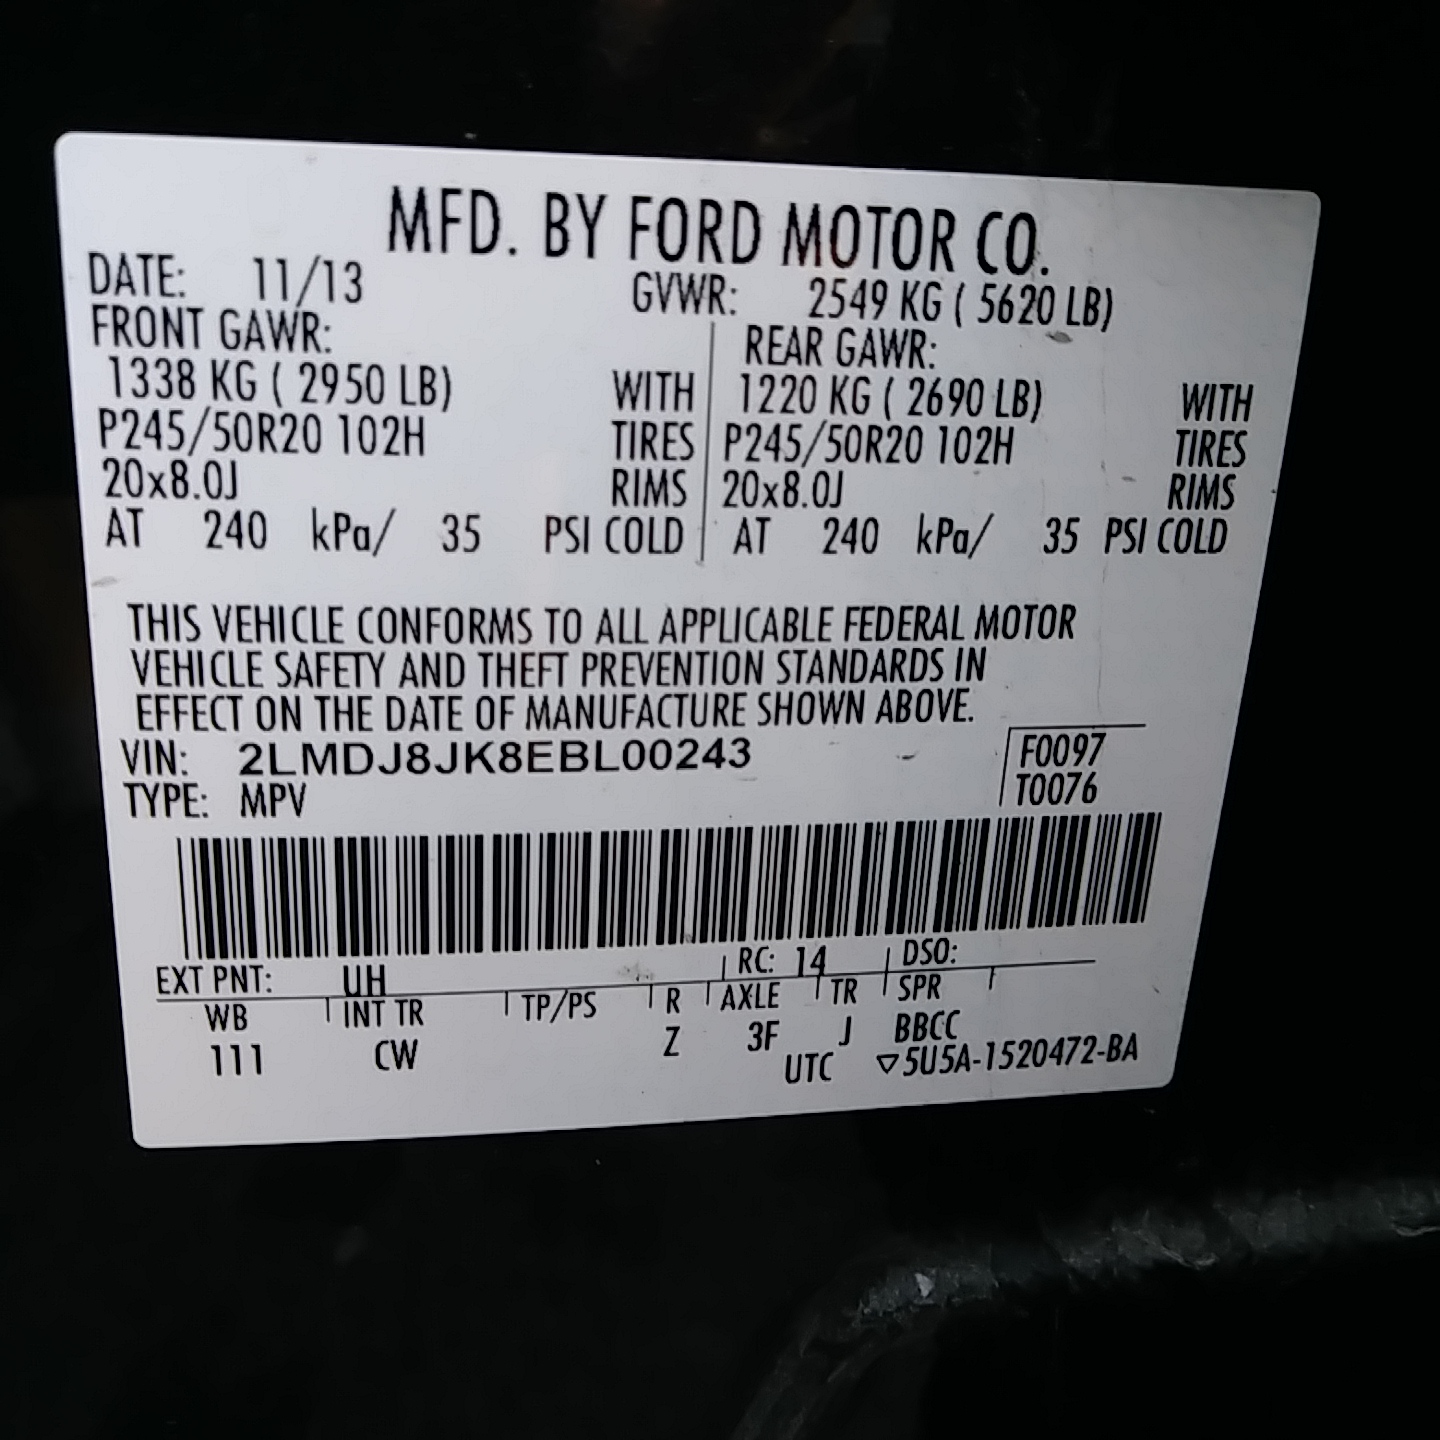 MFD. BY FORD MOTOR CO.
DATE: 11/13 GVWR: 2549 KG ( 5620 LB)
FRONT GAWR: REAR GAWR:
1338 KG ( 2950 LB) WITH 1220 KG ( 2690 LB) WITH
P245/50R20 102H TIRES P245/50R20 102H TIRES
20x8.0J RIMS 20x8.0J RIMS
AT 240 kPa/ 35 PSI COLD AT 240 kPa/ 35 PSI COLD
THIS VEHICLE CONFORMS TO ALL APPLICABLE FEDERAL MOTOR
VEHICLE SAFETY AND THEFT PREVENTION STANDARDS IN
EFFECT ON THE DATE OF MANUFACTURE SHOWN ABOVE.
VIN: 2LMDJ8JK8EBL00243 F0097
TYPE: MPV T0076
EXT PNT: UH RC: 14 DSO:
WB INT TR TP/PS R AXLE TR SPR
111 CW Z 3F J BBCC
UTC ▽5U5A-1520472-BA